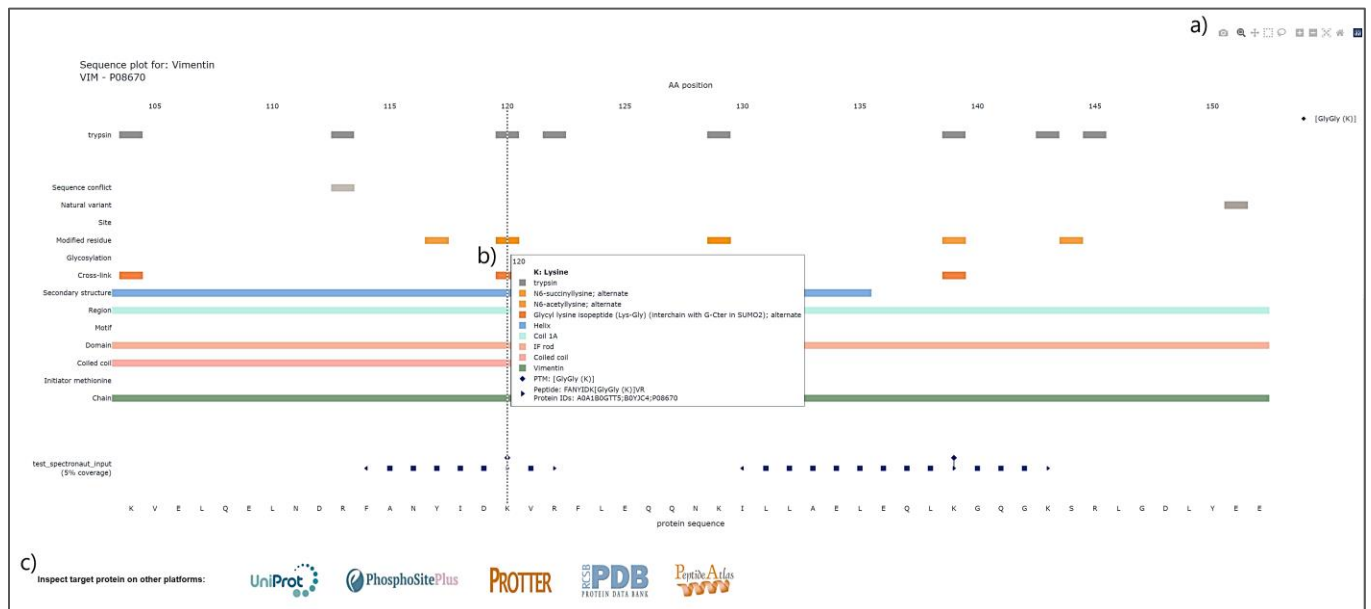 a)
Sequence plot for: Vimentin
VIM - P08670
AA position
105 110 115 120 125 130 135 140 145 150
[GlyGly (K)]
trypsin
Sequence conflict
Natural variant
Site
Modified residue
Glycosylation
Cross-link
Secondary structure
Region
Motif
Domain
Coiled coil
Initiator methionine
Chain
b)
120
K: Lysine
trypsin
N6-succinyllysine; alternate
N6-acetyllysine; alternate
Glycyl lysine isopeptide (Lys-Gly) (interchain with G-Cter in SUMO2); alternate
Helix
Coil 1A
IF rod
Coiled coil
Vimentin
PTM: [GlyGly (K)]
Peptide: FANYIDK[GlyGly (K)]VR
Protein IDs: A0A1B0GTT5;B0YJC4;P08670
test_spectronaut_input
(5% coverage)
K V E L Q E L N D R F A N Y I D K V R F L E Q Q N K I L L A E L E Q L K G Q G K S R L G D L Y E E
protein sequence
c)
Inspect target protein on other platforms:
UniProt
PhosphoSitePlus
PROTTER
RCSB
PDB
PROTEIN DATA BANK
PeptideAtlas